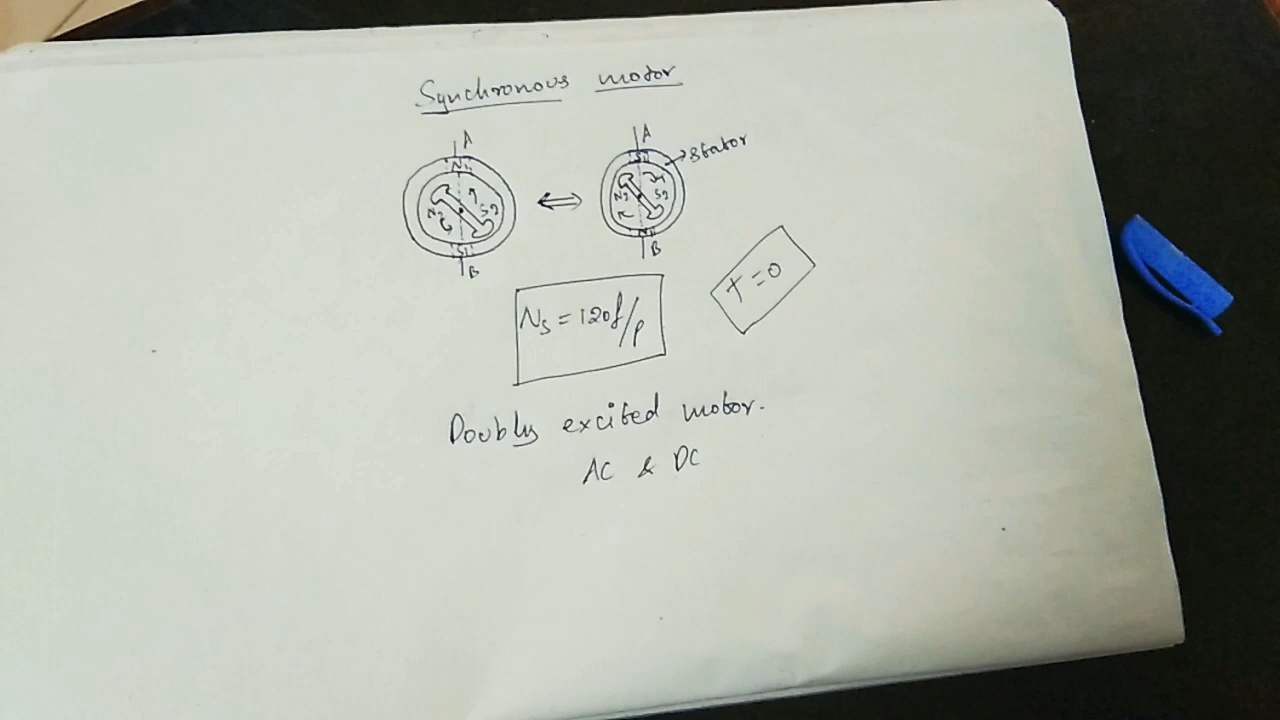 Synchronous motor
A
N1
N2 S2
S1
B
A
S1
stator
N2 S2
N1
B
Ns = 120f/p
T = 0
Doubly excited motor.
AC & DC